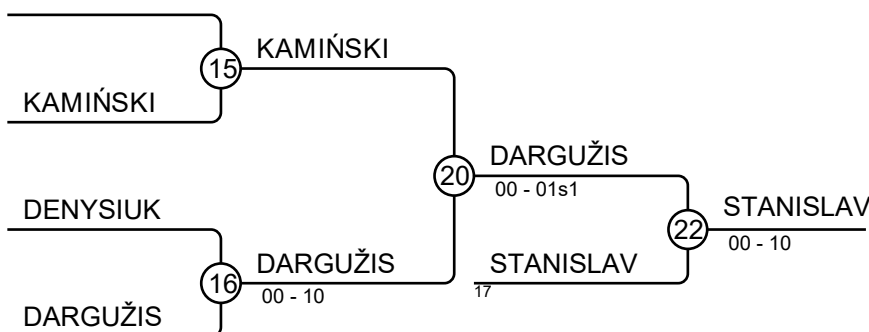 15
KAMIŃSKI
KAMIŃSKI
20
DARGUŽIS
00 - 01s1
DENYSIUK
22
STANISLAV
00 - 10
16
DARGUŽIS
00 - 10
STANISLAV
17
DARGUŽIS